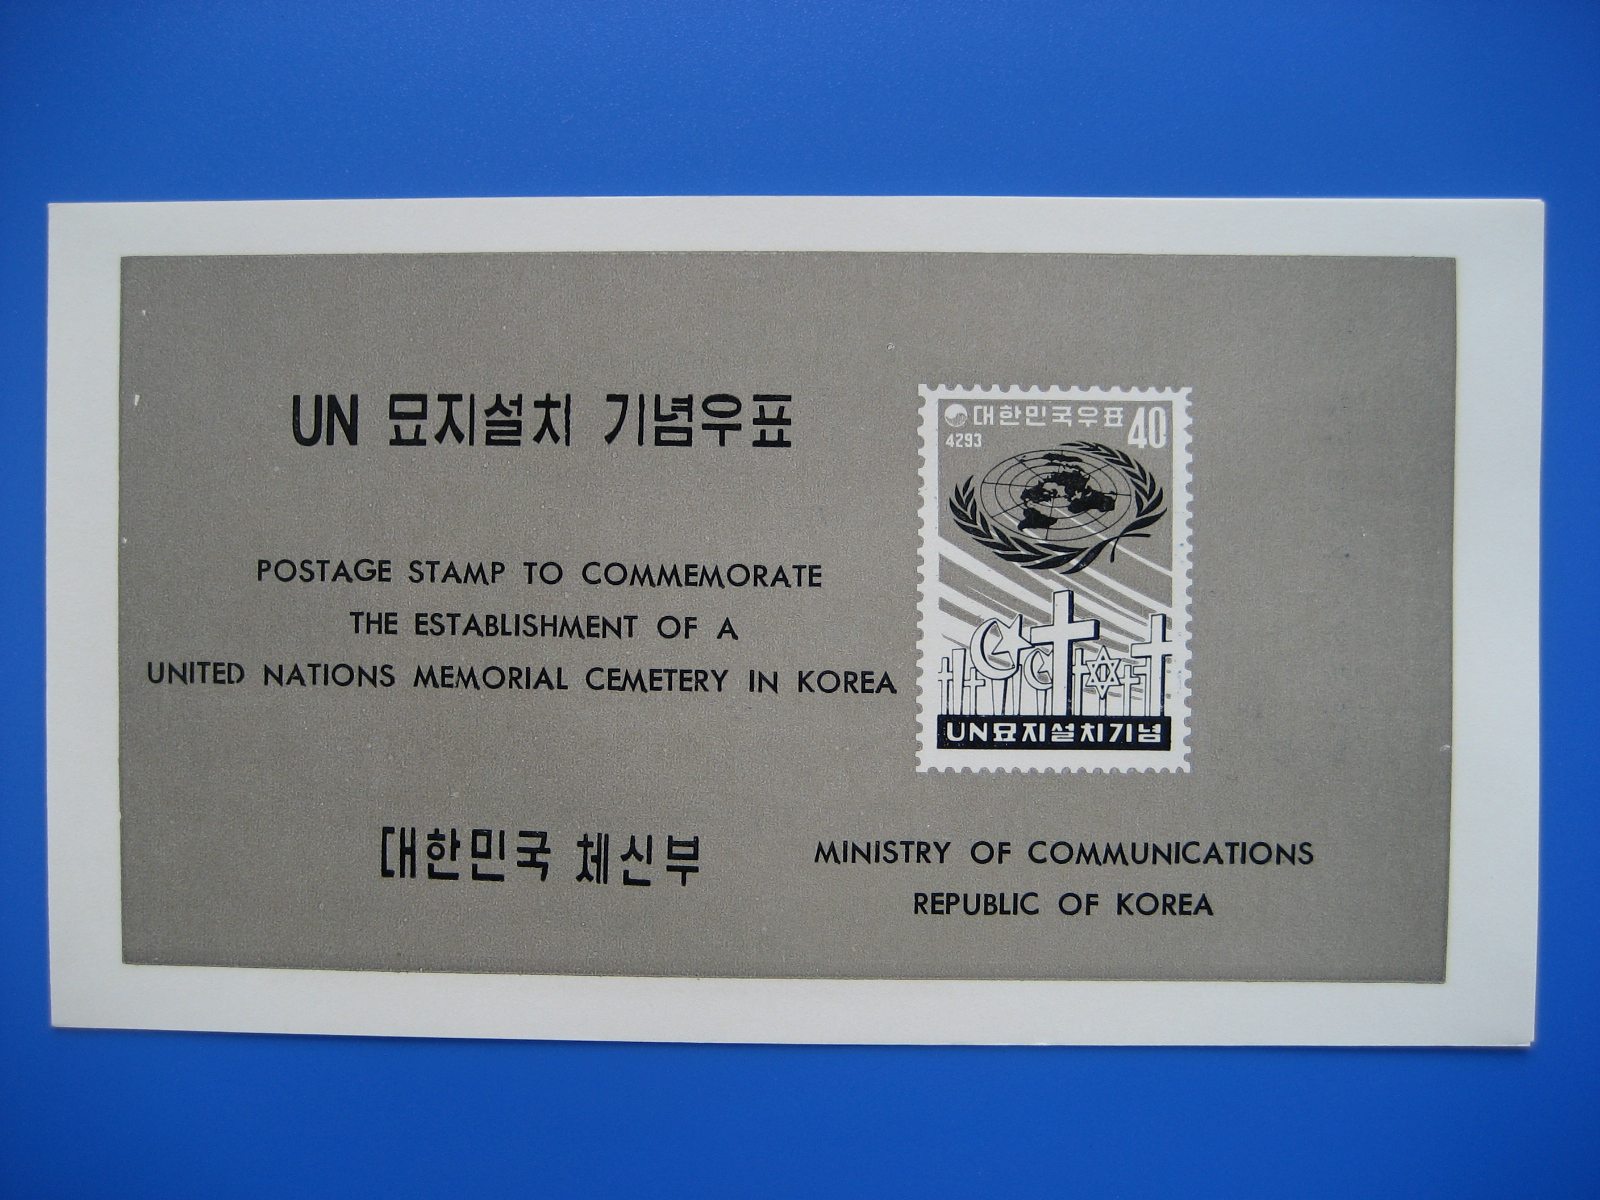 UN 묘지설치 기념우표
POSTAGE STAMP TO COMMEMORATE
THE ESTABLISHMENT OF A
UNITED NATIONS MEMORIAL CEMETERY IN KOREA
대한민국우표 40
4293
UN묘지설치기념
대한민국 체신부
MINISTRY OF COMMUNICATIONS
REPUBLIC OF KOREA